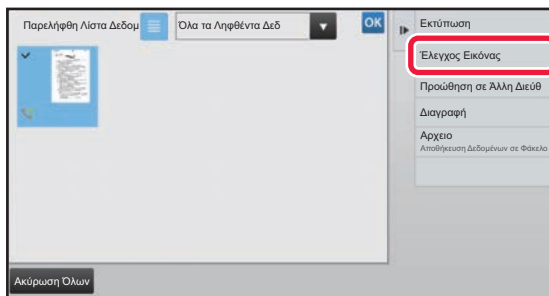 Παρελήφθη Λίστα Δεδομ
Όλα τα Ληφθέντα Δεδ
OK
Εκτύπωση
Έλεγχος Εικόνας
Προώθηση σε Άλλη Διεύθ
Διαγραφή
Αρχειο
Αποθήκευση Δεδομένων σε Φάκελο
Ακύρωση Όλων